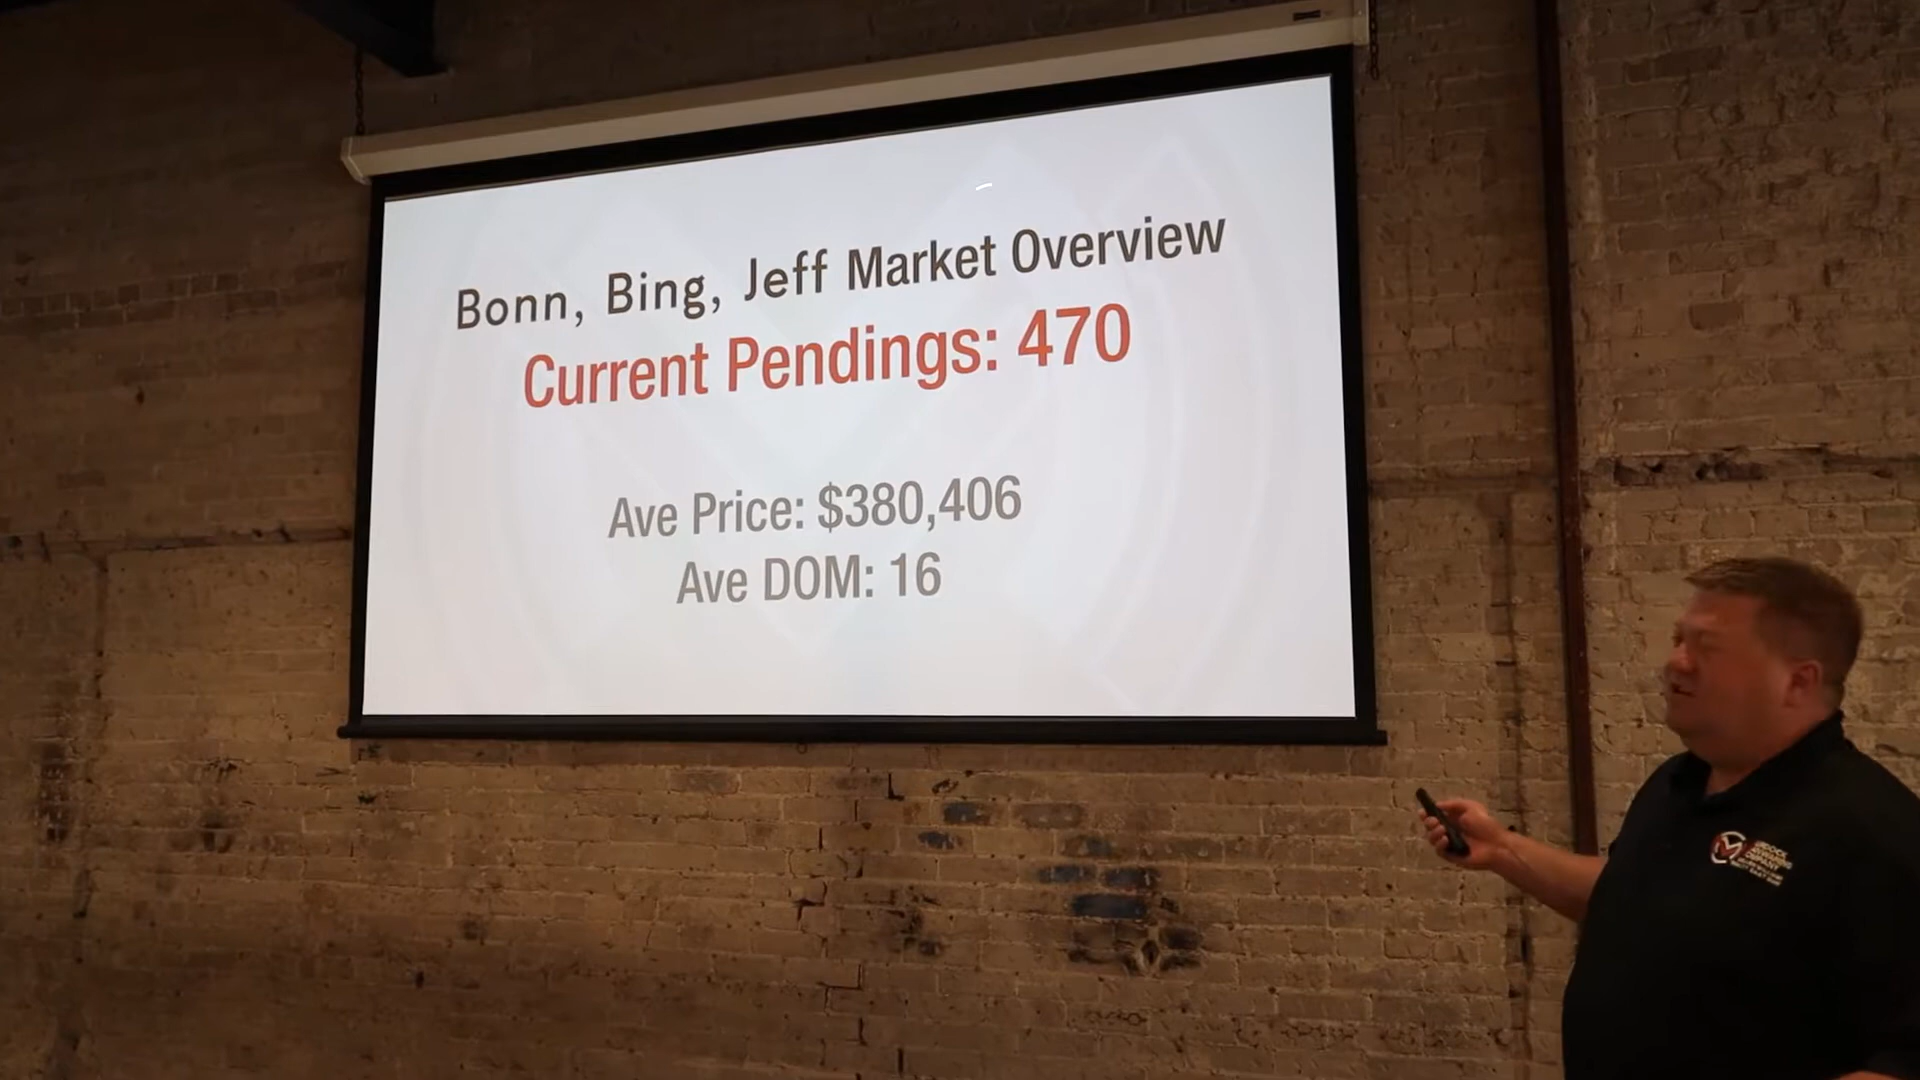 Bonn, Bing, Jeff Market Overview
Current Pendings: 470
Ave Price: $380,406
Ave DOM: 16